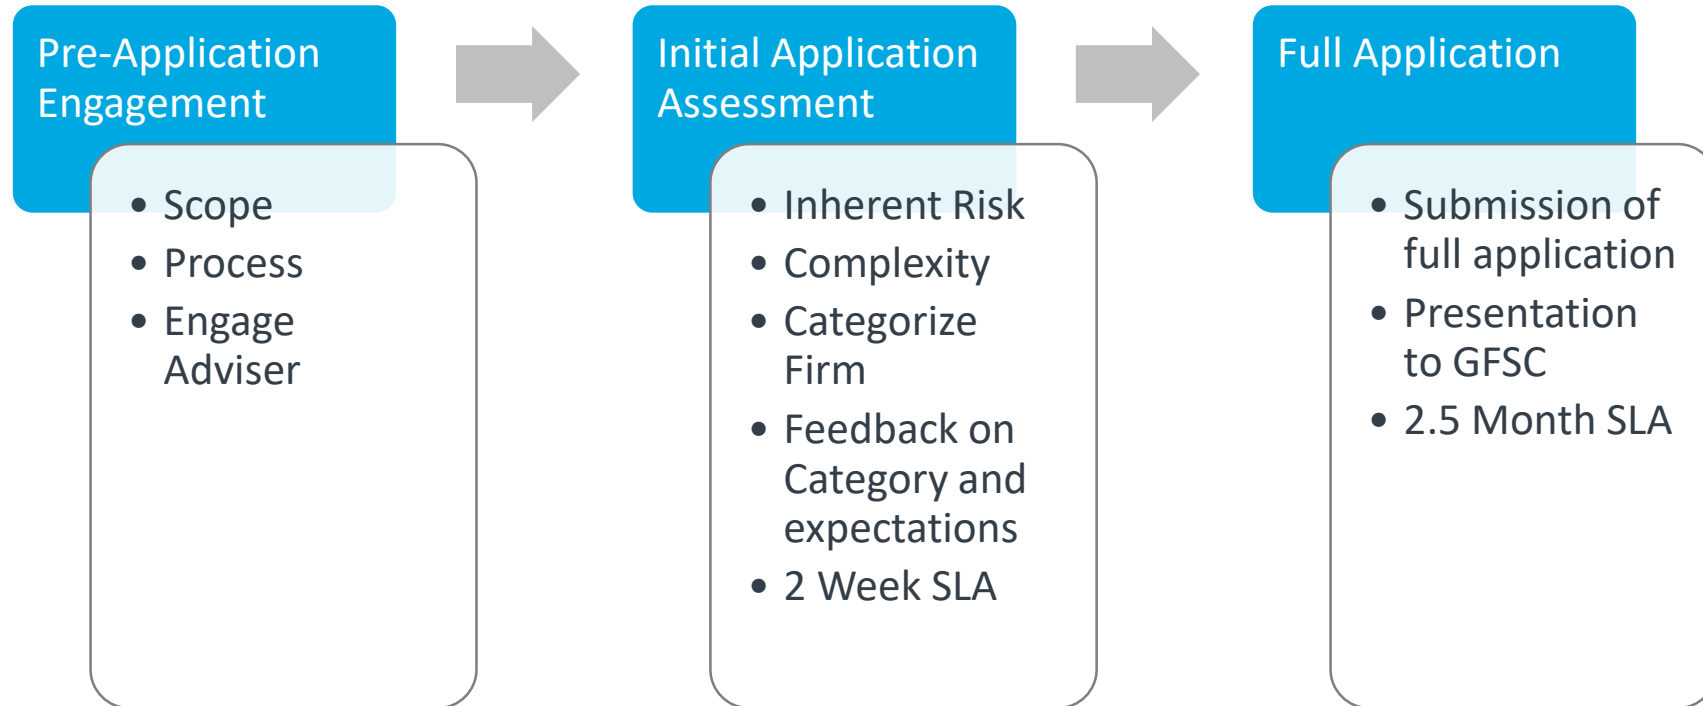 Pre-Application
Engagement
• Scope
• Process
• Engage
Adviser
Initial Application
Assessment
• Inherent Risk
• Complexity
• Categorize
Firm
• Feedback on
Category and
expectations
• 2 Week SLA
Full Application
• Submission of
full application
• Presentation
to GFSC
• 2.5 Month SLA